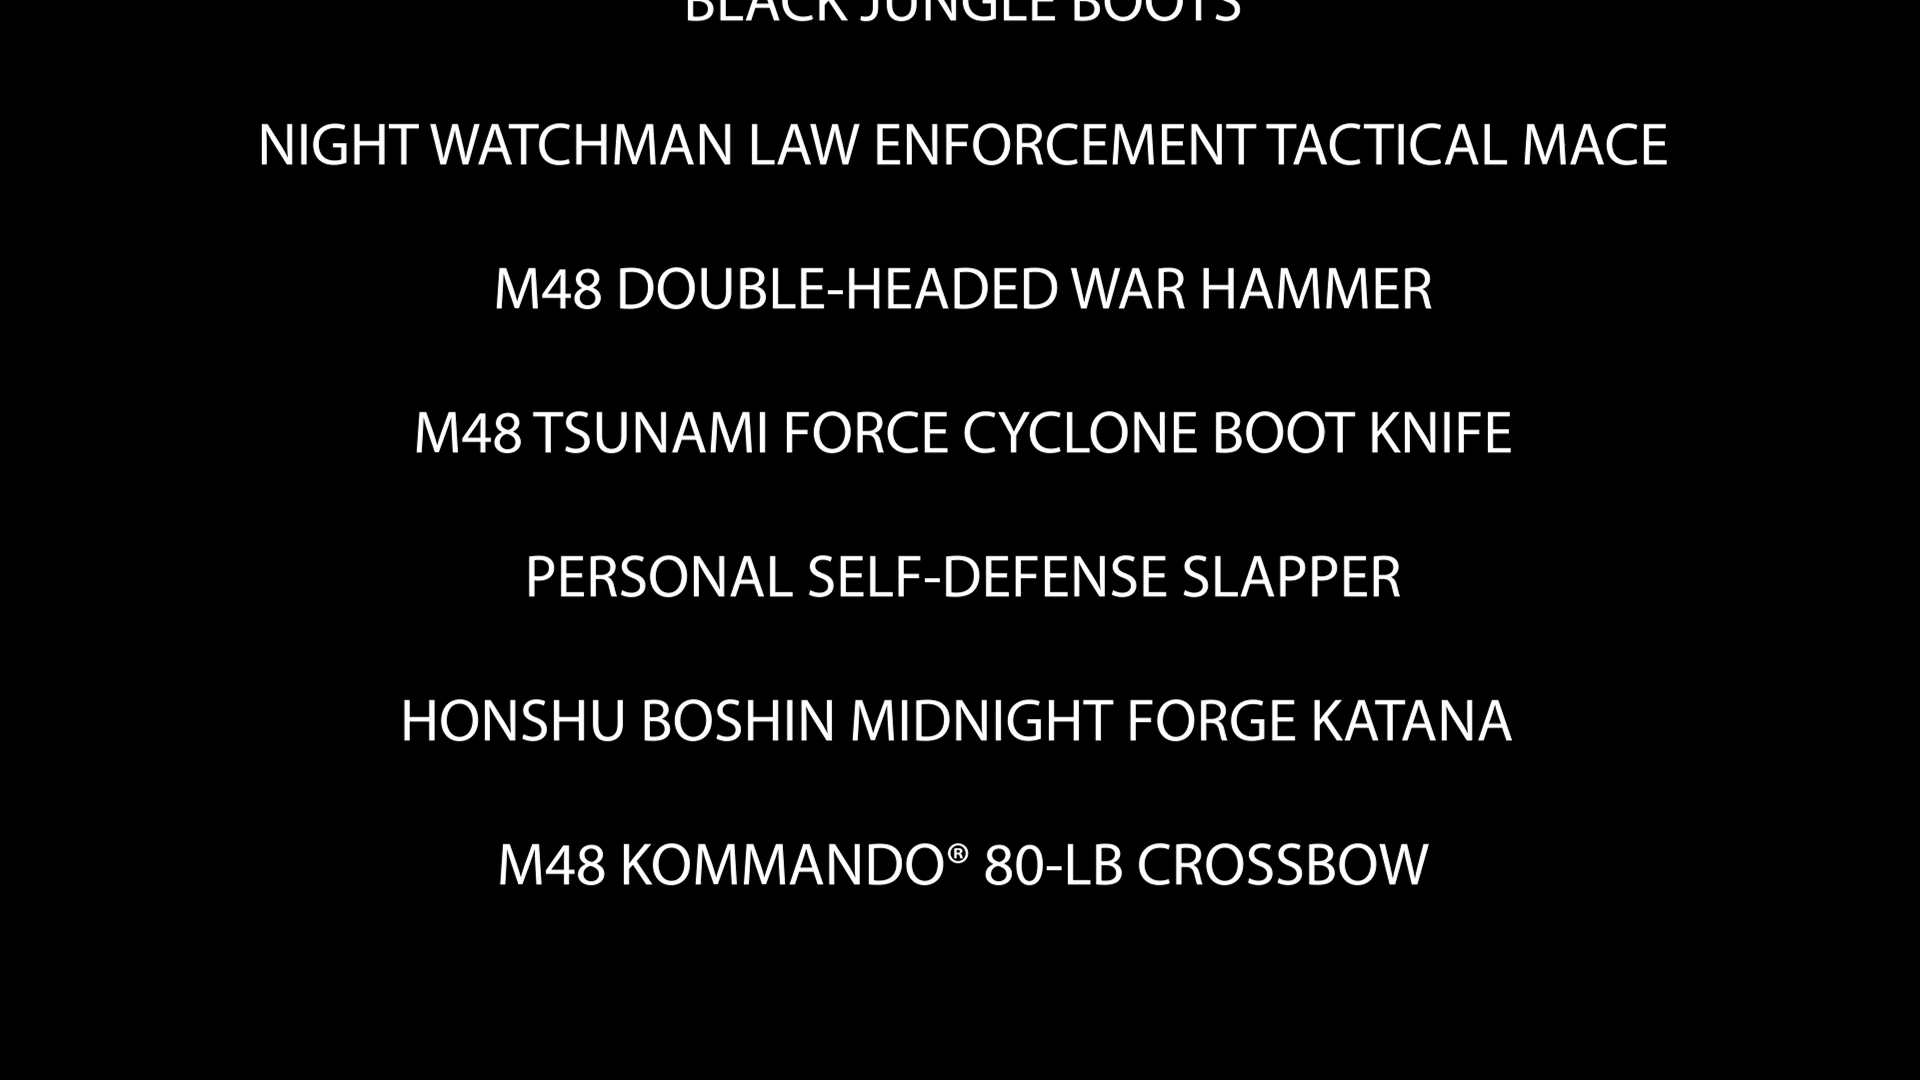 BLACK JUNGLE BOOTS
NIGHT WATCHMAN LAW ENFORCEMENT TACTICAL MACE
M48 DOUBLE-HEADED WAR HAMMER
M48 TSUNAMI FORCE CYCLONE BOOT KNIFE
PERSONAL SELF-DEFENSE SLAPPER
HONSHU BOSHIN MIDNIGHT FORGE KATANA
M48 KOMMANDO® 80-LB CROSSBOW